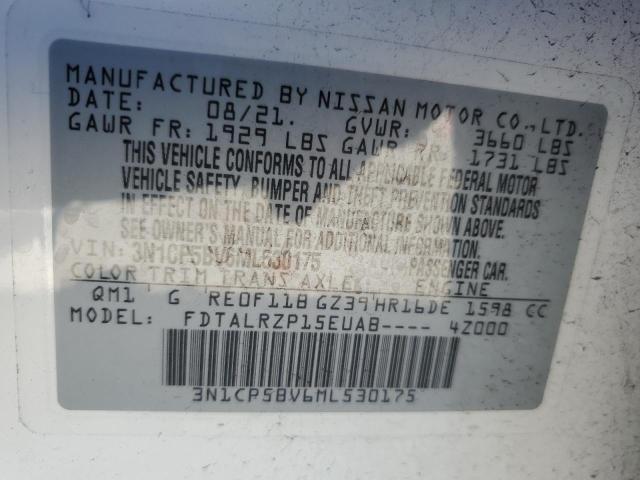 MANUFACTURED BY NISSAN MOTOR CO.,LTD.
DATE: 08/21. GVWR: 3660 LBS
GAWR FR: 1929 LBS GAWR RR: 1731 LBS
THIS VEHICLE CONFORMS TO ALL APPLICABLE FEDERAL MOTOR
VEHICLE SAFETY, BUMPER AND THEFT PREVENTION STANDARDS
IN EFFECT ON THE DATE OF MANUFACTURE SHOWN ABOVE.
SEE OWNER'S MANUAL FOR ADDITIONAL INFORMATION.
VIN: 3N1CP5BV6ML530175 PASSENGER CAR.
COLOR TRIM TRANS AXLE ENGINE
QM1 G RE0F11B GZ39 HR16DE 1598 CC
FDTALRZP15EUAB---- 4Z000
3N1CP5BV6ML530175